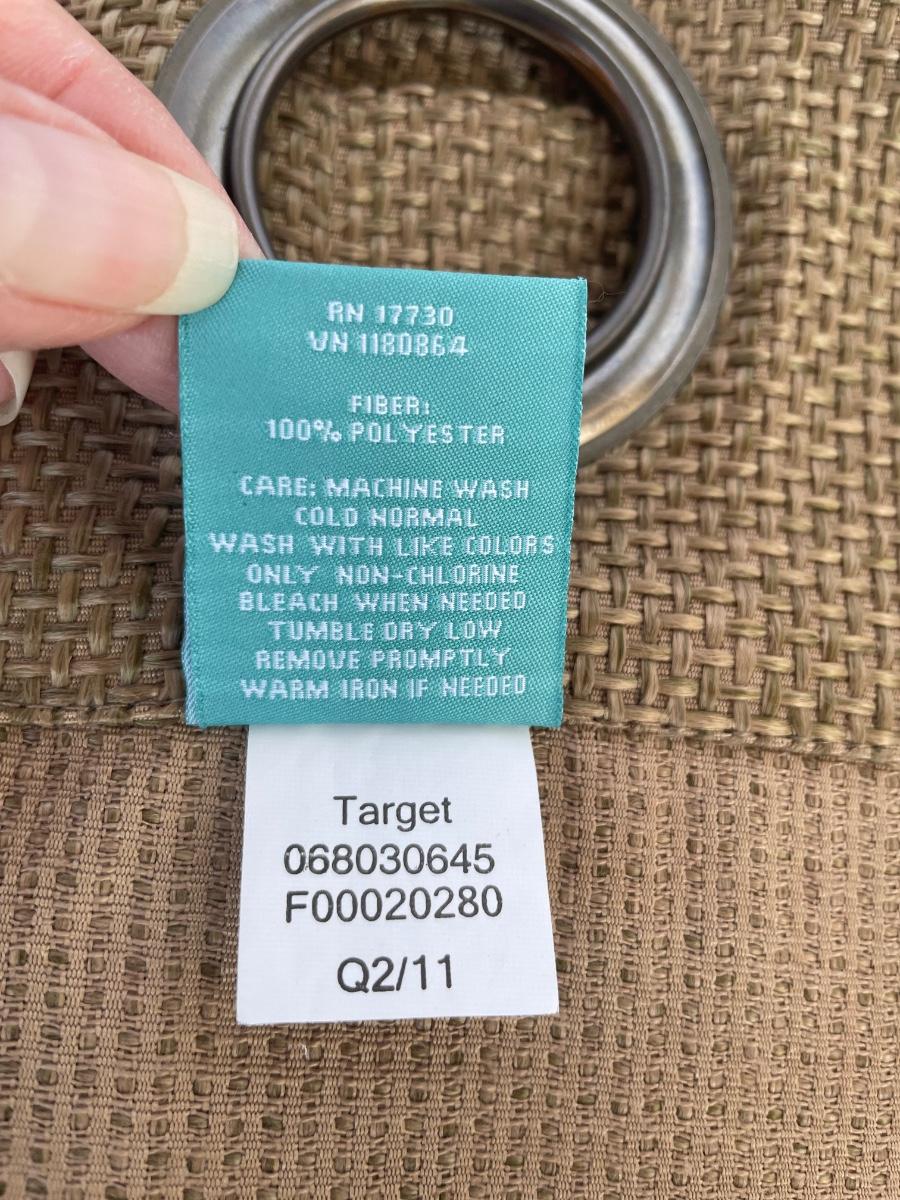 RN 17730
VN 1180864
FIBER:
100% POLYESTER
CARE: MACHINE WASH
COLD NORMAL
WASH WITH LIKE COLORS
ONLY NON-CHLORINE
BLEACH WHEN NEEDED
TUMBLE DRY LOW
REMOVE PROMPTLY
WARM IRON IF NEEDED
Target
068030645
F00020280
Q2/11